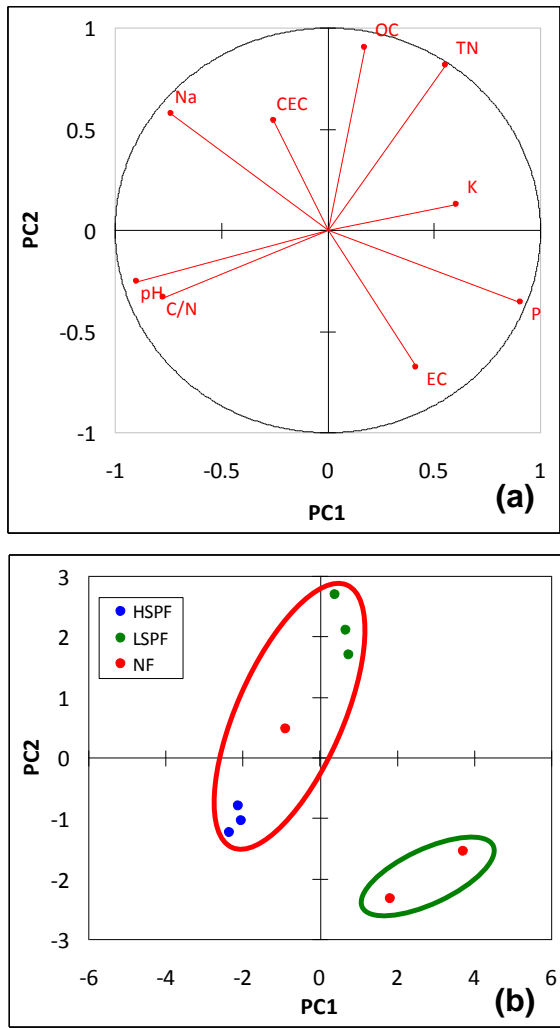 1
OC
TN
Na
CEC
0.5
K
PC2
0
pH
C/N
P
-0.5
EC
-1
-1 -0.5 0 0.5 1
PC1
(a)
3
HSPF
LSPF
NF
2
1
PC2
0
-1
-2
-3
-6 -4 -2 0 2 4 6
PC1
(b)